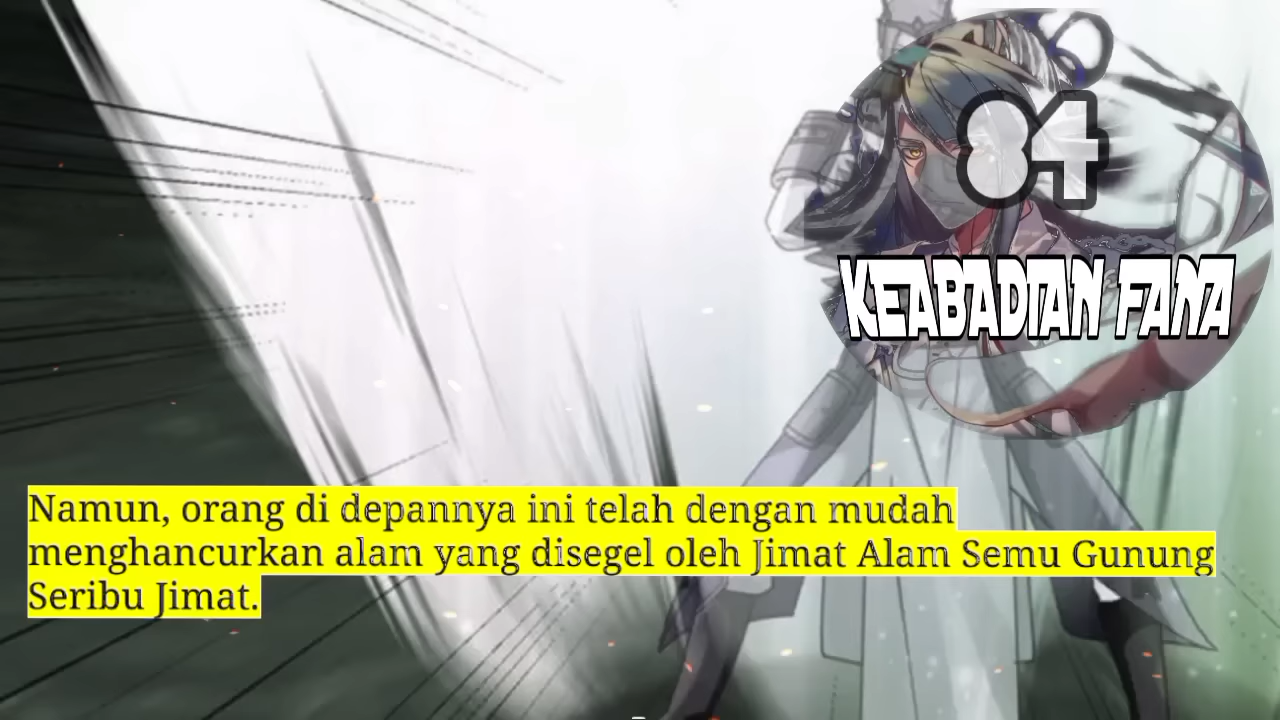 84
KEABADIAN FANA
Namun, orang di depannya ini telah dengan mudah
menghancurkan alam yang disegel oleh Jimat Alam Semu Gunung
Seribu Jimat.